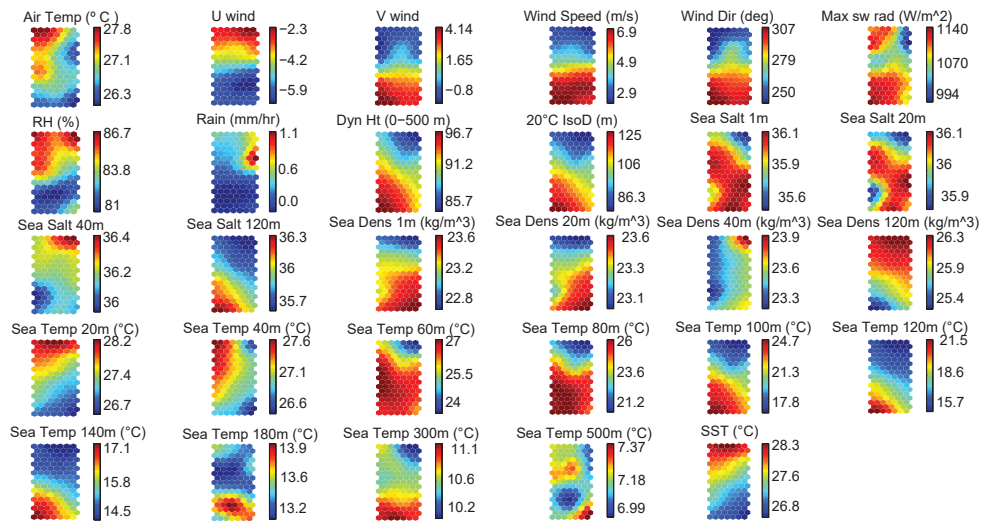 Air Temp (º C) U wind V wind Wind Speed (m/s) Wind Dir (deg) Max sw rad (W/m^2)
27.8 −2.3 4.14 6.9 307 1140
27.1 −4.2 1.65 4.9 279 1070
26.3 −5.9 −0.8 2.9 250 994
RH (%) Rain (mm/hr) Dyn Ht (0−500 m) 20°C IsoD (m) Sea Salt 1m Sea Salt 20m
86.7 1.1 96.7 125 36.1 36.1
83.8 0.6 91.2 106 35.9
81 0.0 85.7 86.3 35.6 35.9
Sea Salt 40m Sea Salt 120m Sea Dens 1m (kg/m^3) Sea Dens 20m (kg/m^3) Sea Dens 40m (kg/m^3) Sea Dens 120m (kg/m^3)
36.4 36.3 23.6 23.6 23.9 26.3
36.2 36 23.2 23.2 23.6 25.9
36 35.7 22.8 23.1 23.3 25.4
Sea Temp 20m (°C) Sea Temp 40m (°C) Sea Temp 60m (°C) Sea Temp 80m (°C) Sea Temp 100m (°C) Sea Temp 120m (°C)
28.2 27.6 27 26 24.7 21.5
27.4 27.1 25.5 23.6 21.2 18.6
26.7 26.6 24 21.2 17.8 15.7
Sea Temp 140m (°C) Sea Temp 180m (°C) Sea Temp 300m (°C) Sea Temp 500m (°C) SST (°C)
17.1 13.9 11.1 7.37 28.3
15.8 13.6 10.6 7.18 27.6
14.5 13.2 10.2 6.99 26.8